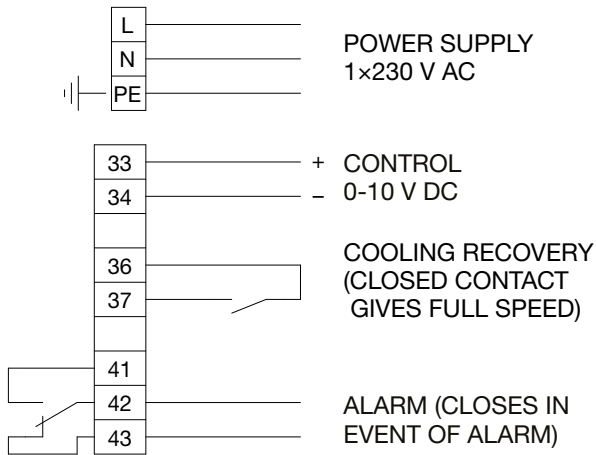 L
N
PE
POWER SUPPLY
1×230 V AC
33
34
+
−
CONTROL
0-10 V DC
36
37
COOLING RECOVERY
(CLOSED CONTACT
GIVES FULL SPEED)
41
42
43
ALARM (CLOSES IN
EVENT OF ALARM)